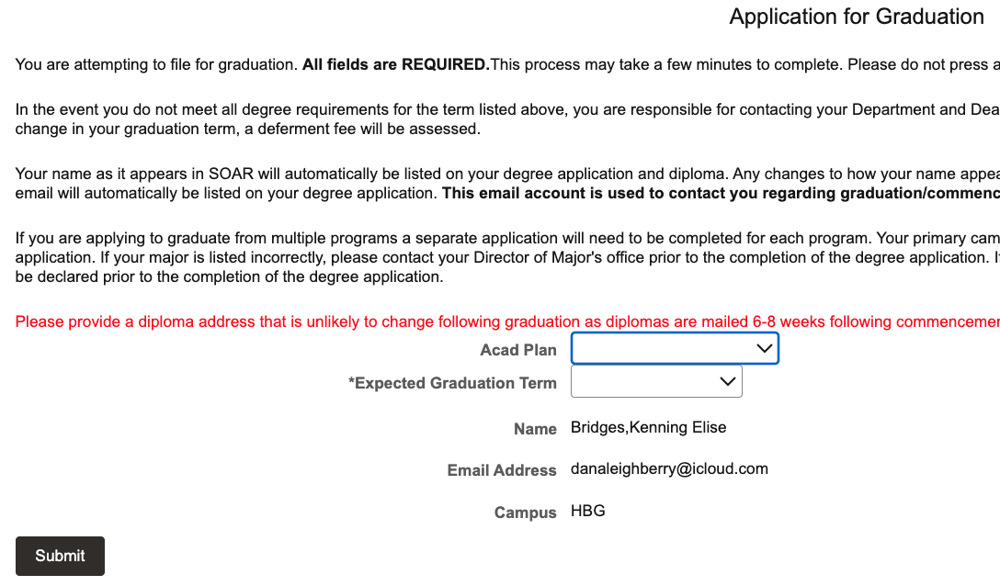 Application for Graduation
You are attempting to file for graduation. All fields are REQUIRED.This process may take a few minutes to complete. Please do not press a
In the event you do not meet all degree requirements for the term listed above, you are responsible for contacting your Department and Dea
change in your graduation term, a deferment fee will be assessed.
Your name as it appears in SOAR will automatically be listed on your degree application and diploma. Any changes to how your name appea
email will automatically be listed on your degree application. This email account is used to contact you regarding graduation/commenc
If you are applying to graduate from multiple programs a separate application will need to be completed for each program. Your primary cam
application. If your major is listed incorrectly, please contact your Director of Major's office prior to the completion of the degree application. If
be declared prior to the completion of the degree application.
Please provide a diploma address that is unlikely to change following graduation as diplomas are mailed 6-8 weeks following commencemen
Acad Plan
*Expected Graduation Term
Name Bridges,Kenning Elise
Email Address danaleighberry@icloud.com
Campus HBG
Submit